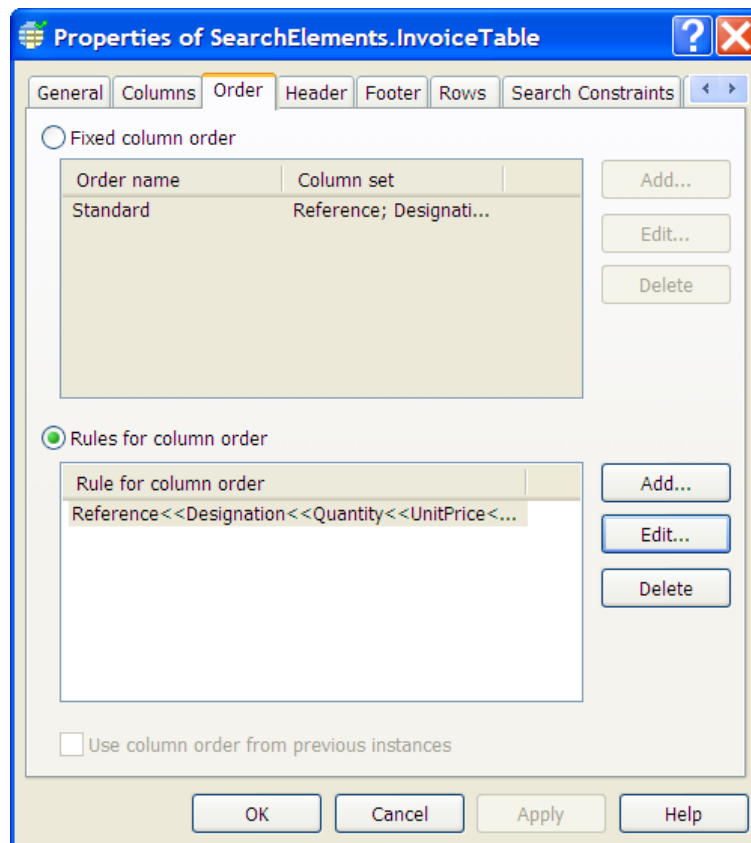 Properties of SearchElements.InvoiceTable ?
General Columns Order Header Footer Rows Search Constraints
Fixed column order
Order name Column set Add...
Standard Reference; Designati...
Edit...
Delete
Rules for column order
Rule for column order Add...
Reference<<Designation<<Quantity<<UnitPrice<...
Edit...
Delete
Use column order from previous instances
OK Cancel Apply Help